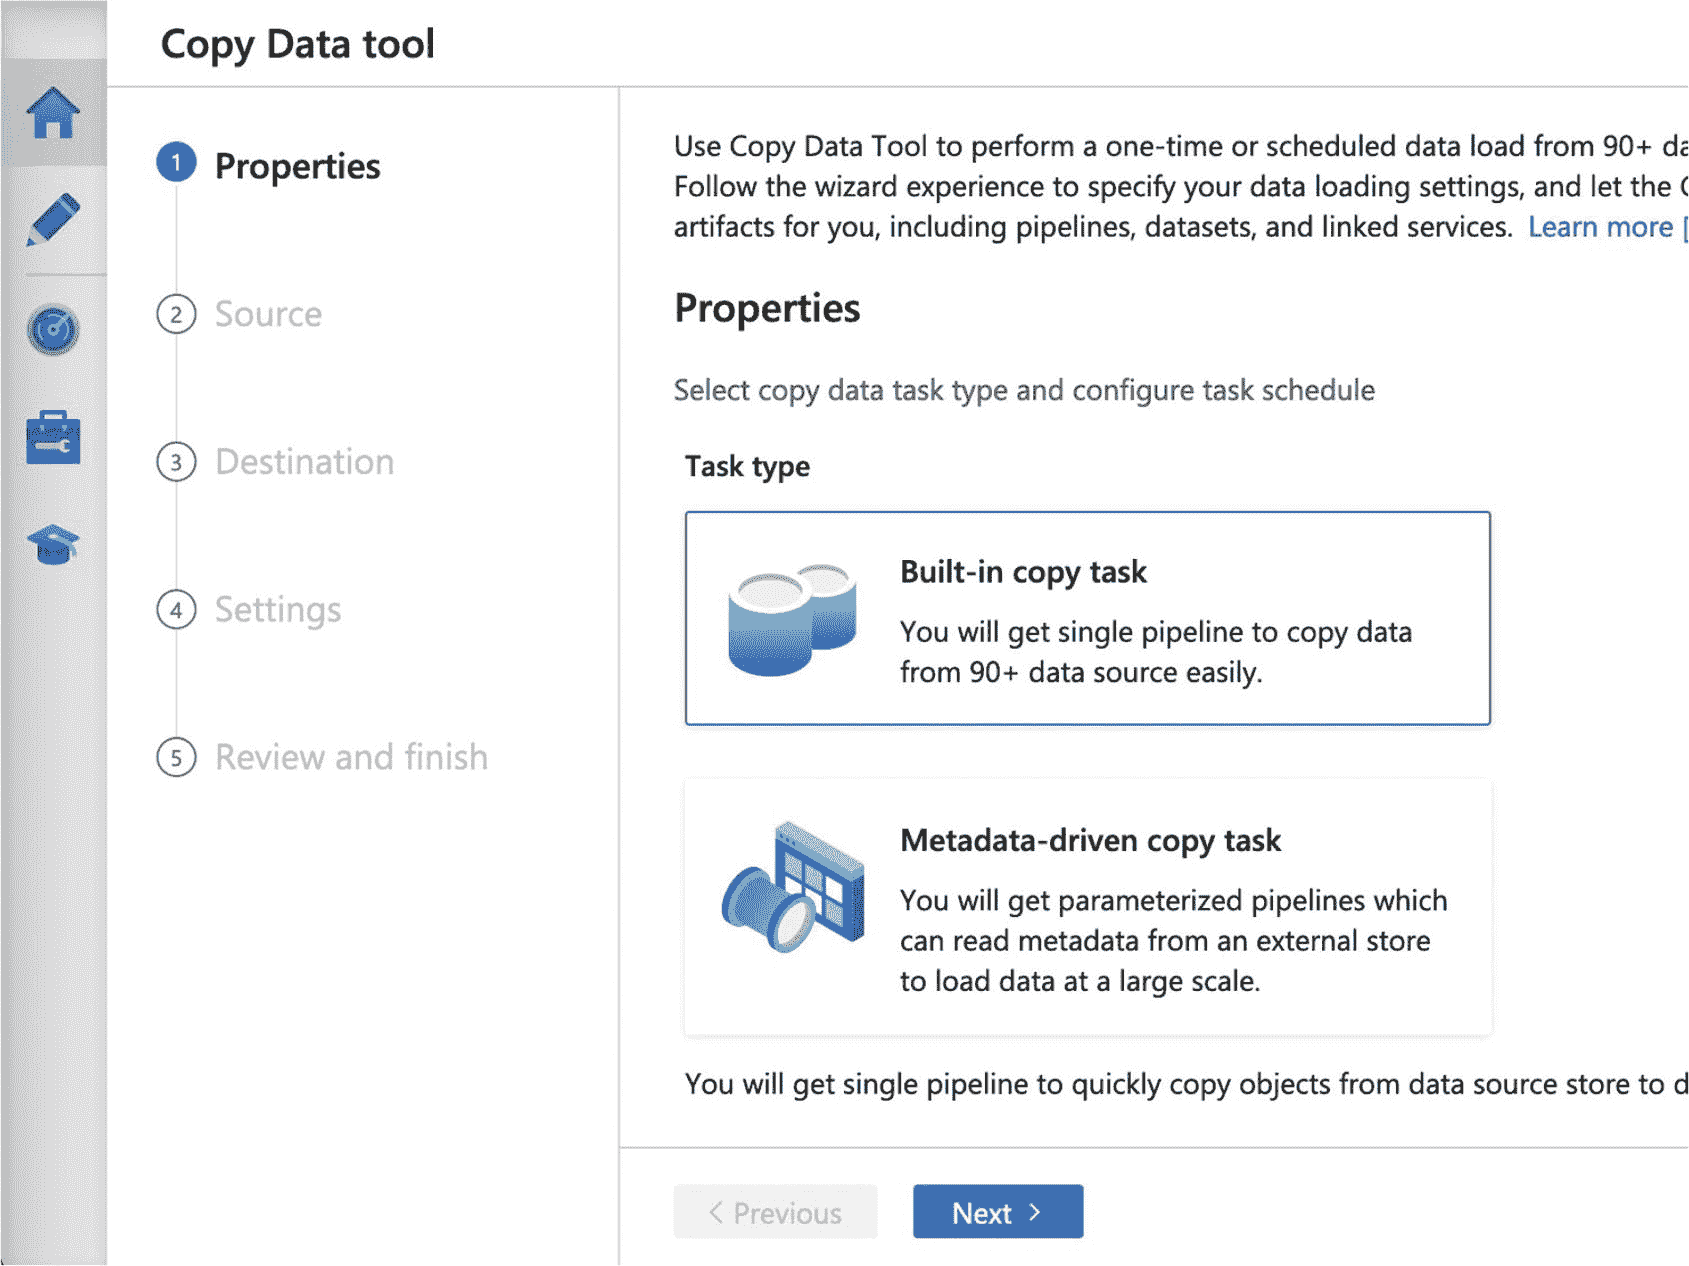 Copy Data tool
1 Properties
2 Source
3 Destination
4 Settings
5 Review and finish
Use Copy Data Tool to perform a one-time or scheduled data load from 90+
Follow the wizard experience to specify your data loading settings, and let the
artifacts for you, including pipelines, datasets, and linked services. Learn more
Properties
Select copy data task type and configure task schedule
Task type
Built-in copy task
You will get single pipeline to copy data
from 90+ data source easily.
Metadata-driven copy task
You will get parameterized pipelines which
can read metadata from an external store
to load data at a large scale.
You will get single pipeline to quickly copy objects from data source store to
< Previous
Next >